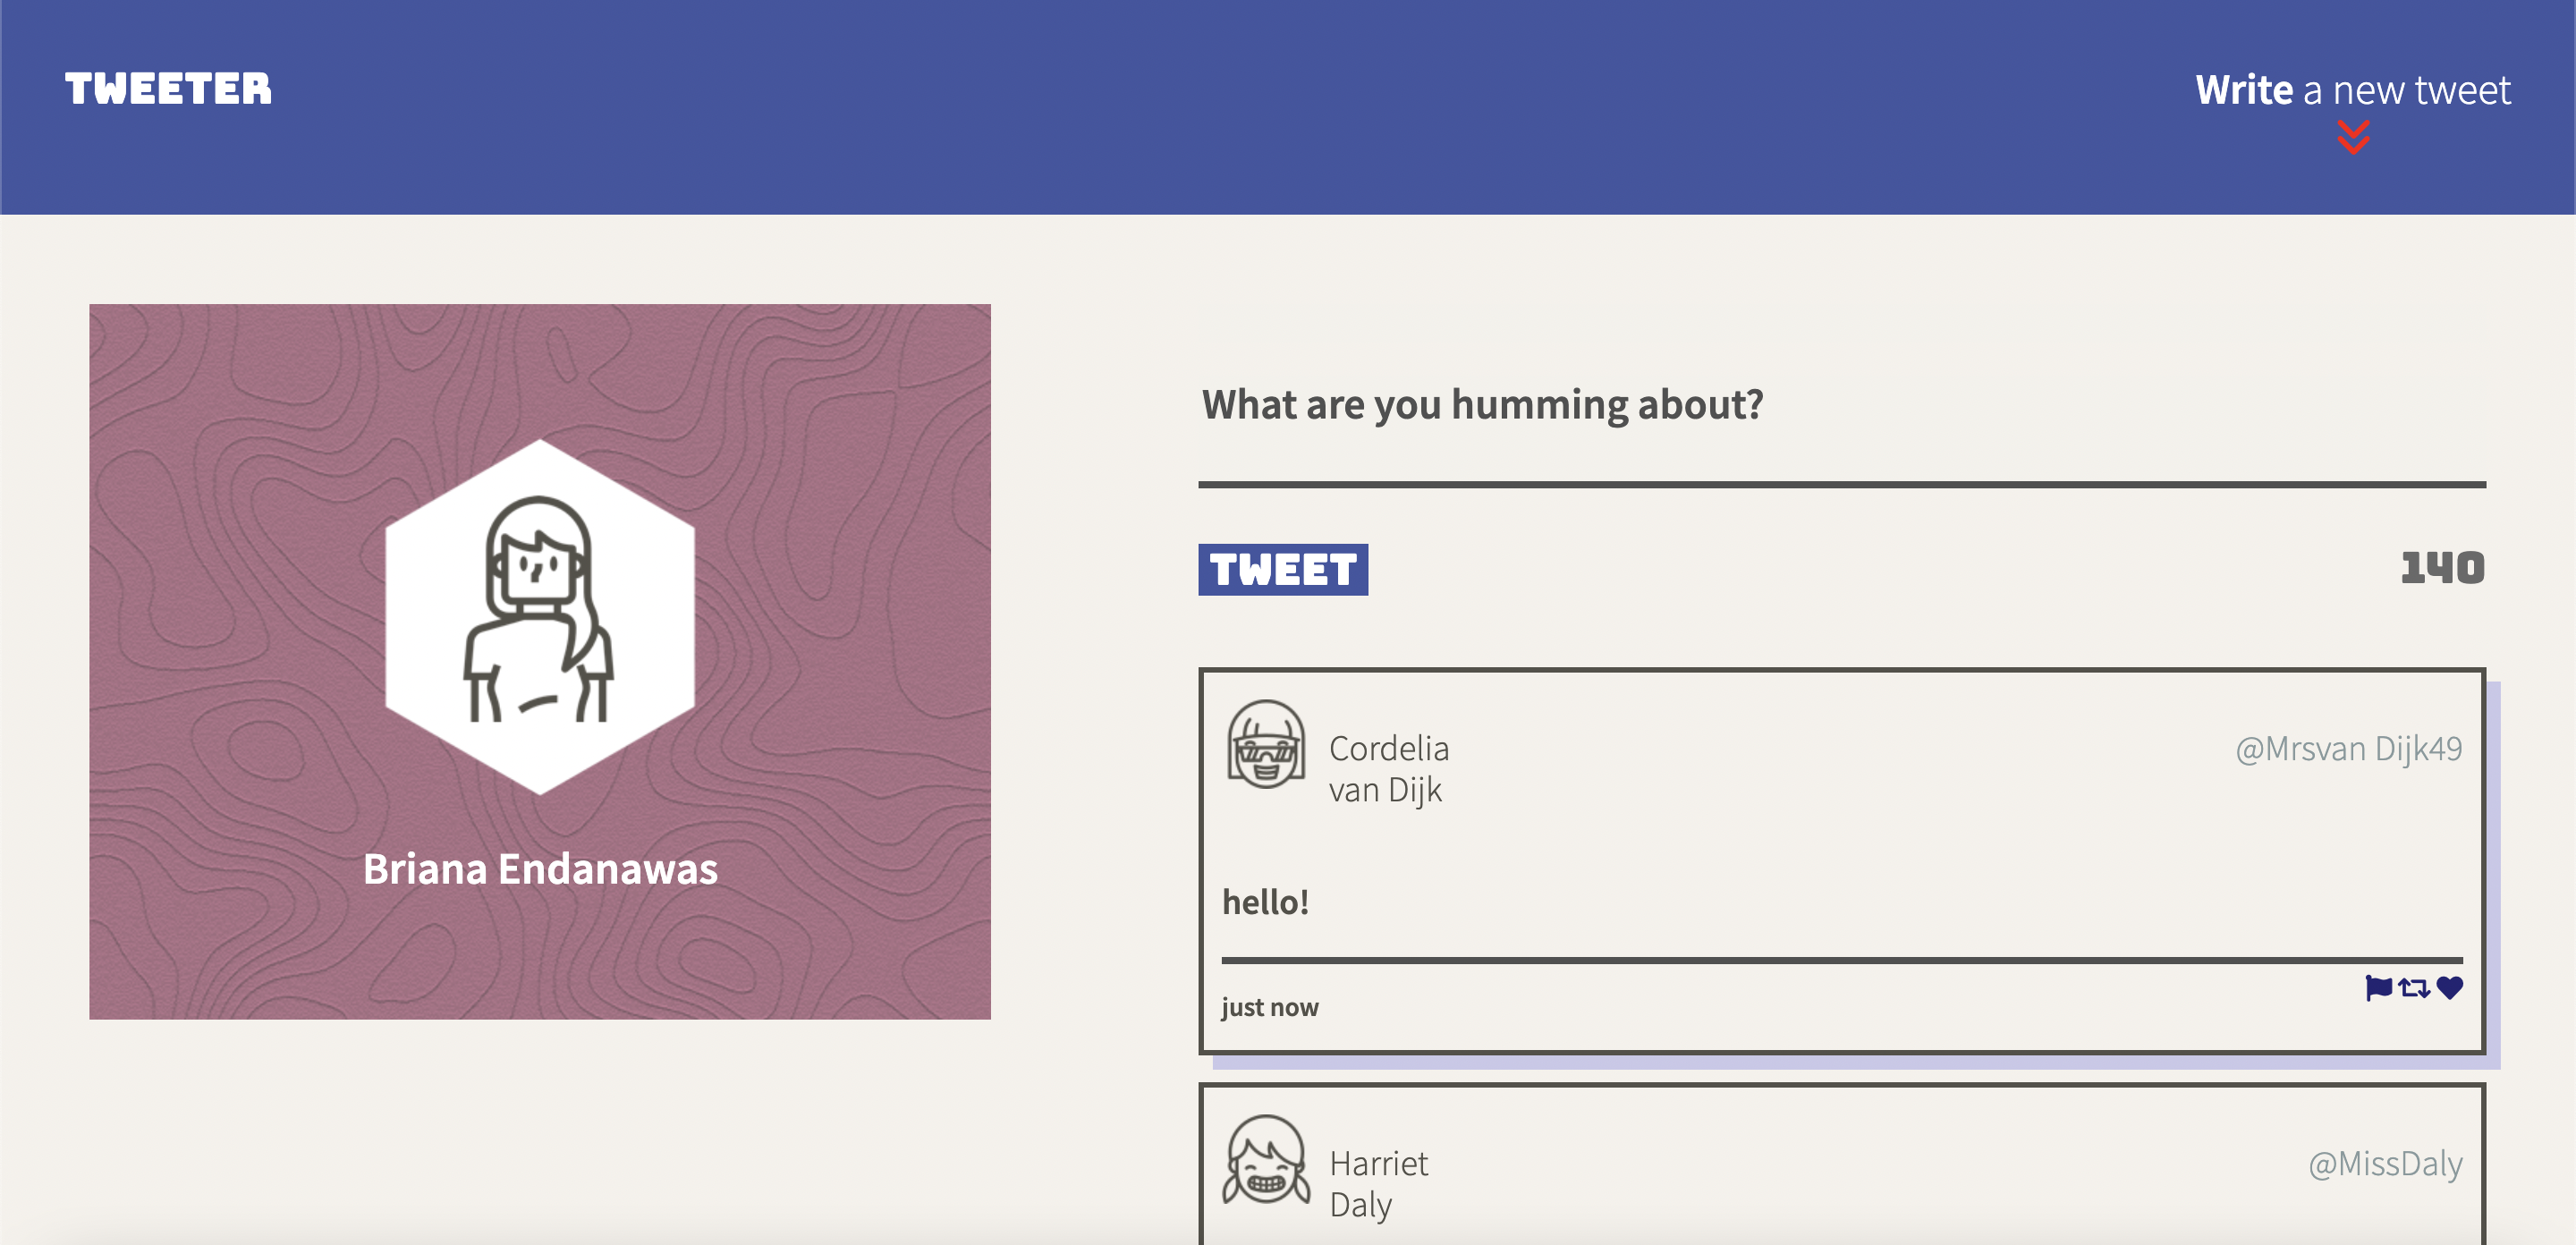 TWEETER
Write a new tweet
Briana Endanawas
What are you humming about?
TWEET
140
Cordelia
van Dijk
@Mrsvan Dijk49
hello!
just now
Harriet
Daly
@MissDaly